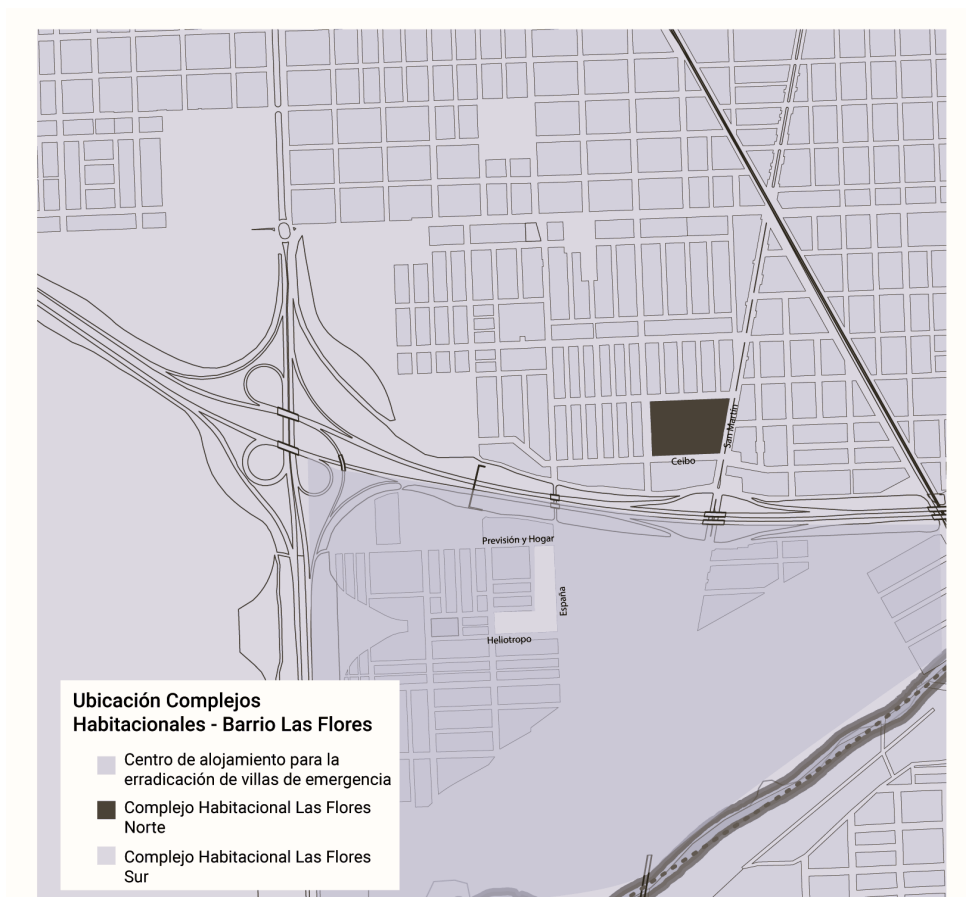 San Martín
Ceibo
Previsión y Hogar
España
Heliotropo
Ubicación Complejos
Habitacionales - Barrio Las Flores
Centro de alojamiento para la
erradicación de villas de emergencia
Complejo Habitacional Las Flores
Norte
Complejo Habitacional Las Flores
Sur